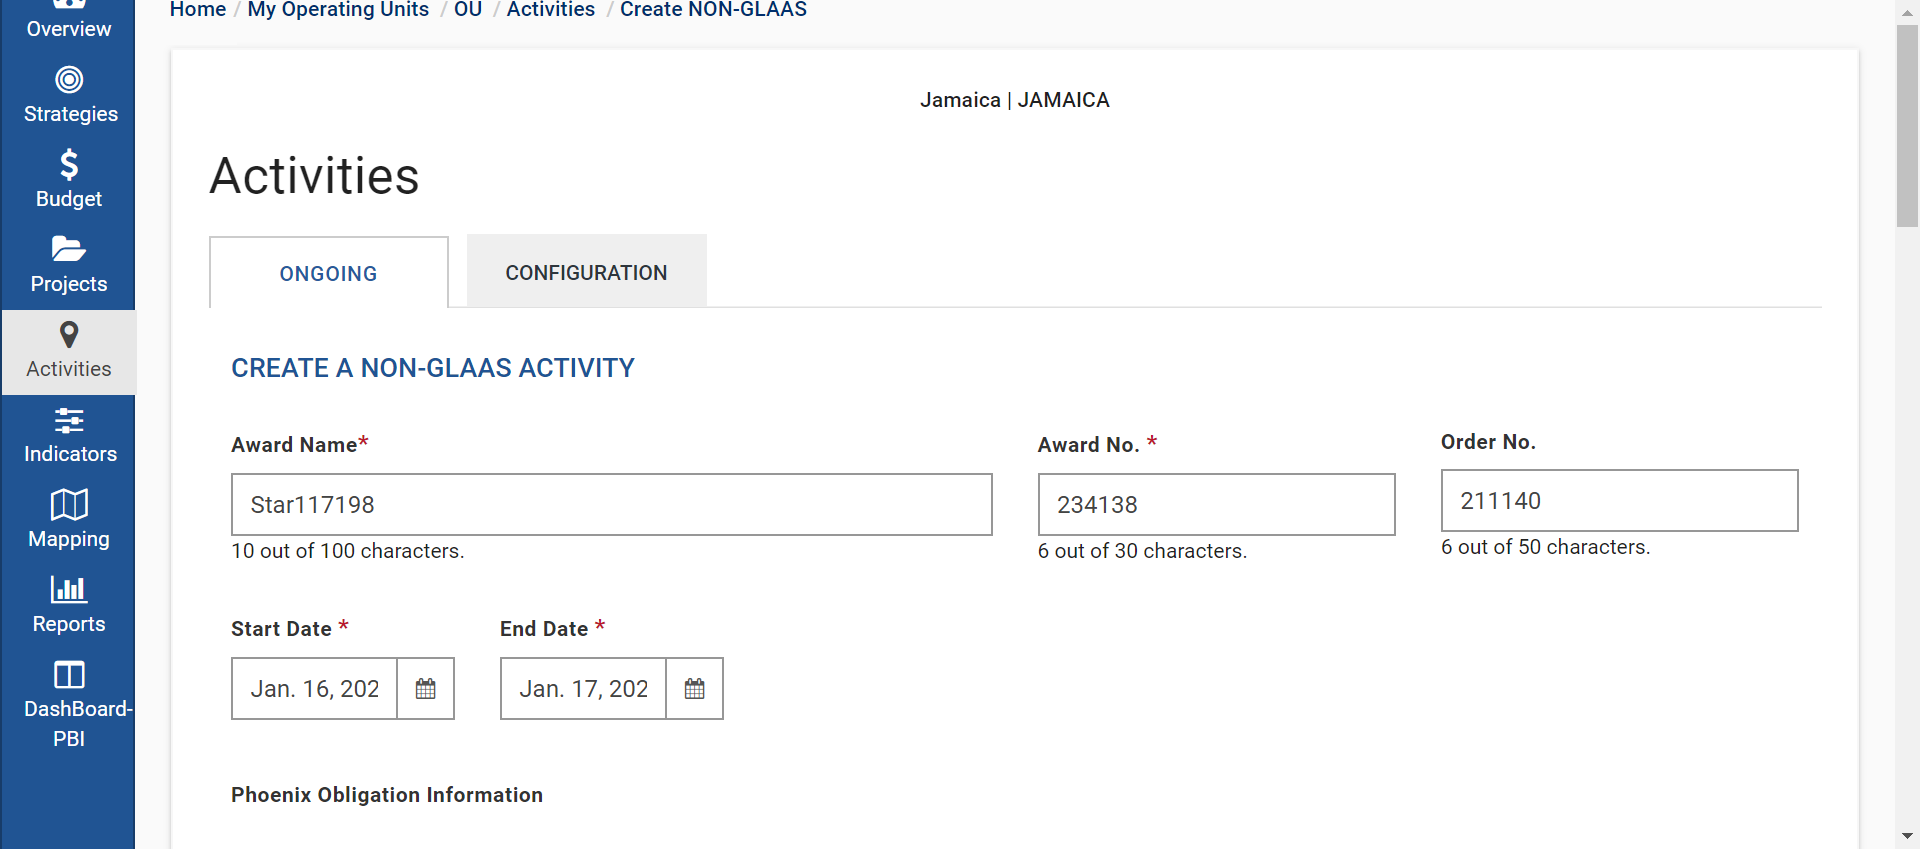 Home / My Operating Units / OU / Activities / Create NON-GLAAS
Overview
Strategies
Budget
Projects
Activities
Indicators
Mapping
Reports
DashBoard-
PBI
Jamaica | JAMAICA
Activities
ONGOING
CONFIGURATION
CREATE A NON-GLAAS ACTIVITY
Award Name*
Star117198
10 out of 100 characters.
Award No. *
234138
6 out of 30 characters.
Order No.
211140
6 out of 50 characters.
Start Date *
Jan. 16, 202
End Date *
Jan. 17, 202
Phoenix Obligation Information